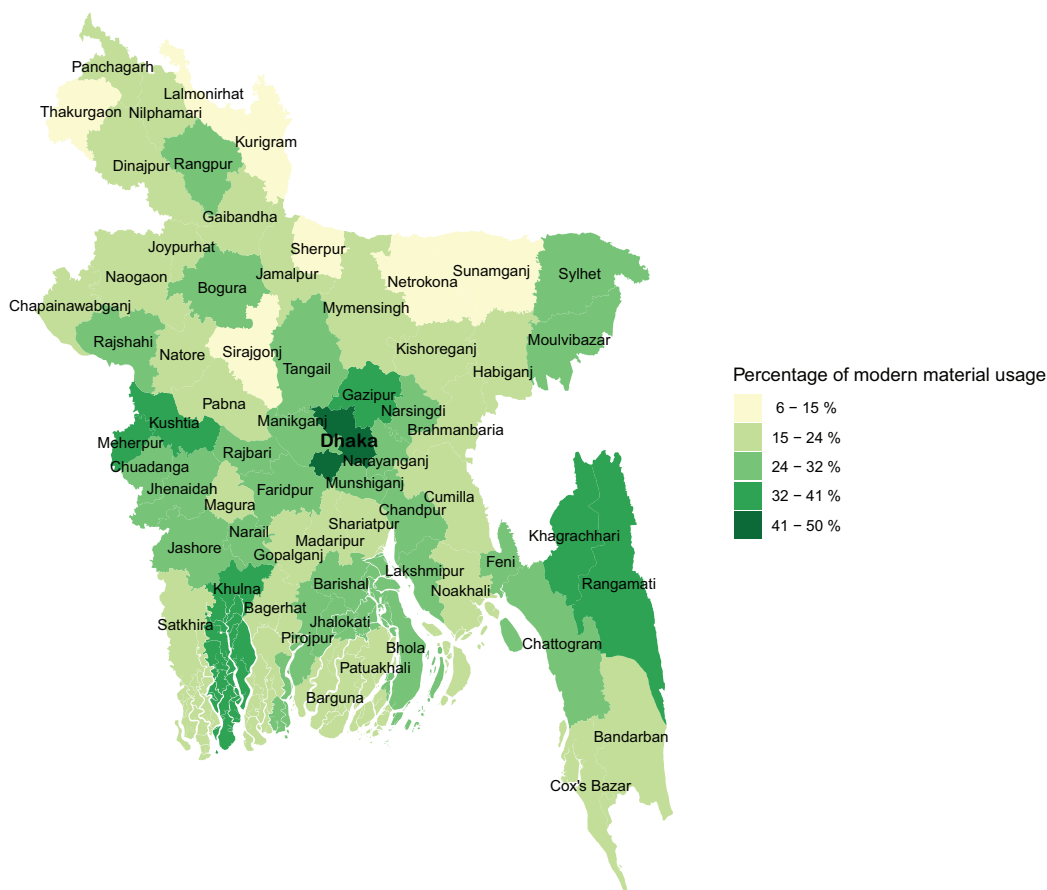 Panchagarh
Lalmonirhat
Thakurgaon
Nilphamari
Kurigram
Dinajpur
Rangpur
Gaibandha
Joypurhat
Sherpur
Naogaon
Jamalpur
Netrokona
Sunamganj
Sylhet
Bogura
Chapainawabganj
Mymensingh
Rajshahi
Natore
Sirajgonj
Tangail
Kishoreganj
Moulvibazar
Habiganj
Percentage of modern material usage
6 − 15 %
15 − 24 %
24 − 32 %
32 − 41 %
41 − 50 %
Gazipur
Pabna
Narsingdi
Kushtia
Manikganj
Brahmanbaria
Meherpur
Dhaka
Rajbari
Narayanganj
Chuadanga
Jhenaidah
Faridpur
Munshiganj
Magura
Cumilla
Chandpur
Shariatpur
Narail
Madaripur
Khagrachhari
Jashore
Gopalganj
Feni
Lakshmipur
Rangamati
Khulna
Barishal
Noakhali
Bagerhat
Satkhira
Jhalokati
Pirojpur
Bhola
Chattogram
Patuakhali
Barguna
Bandarban
Cox's Bazar